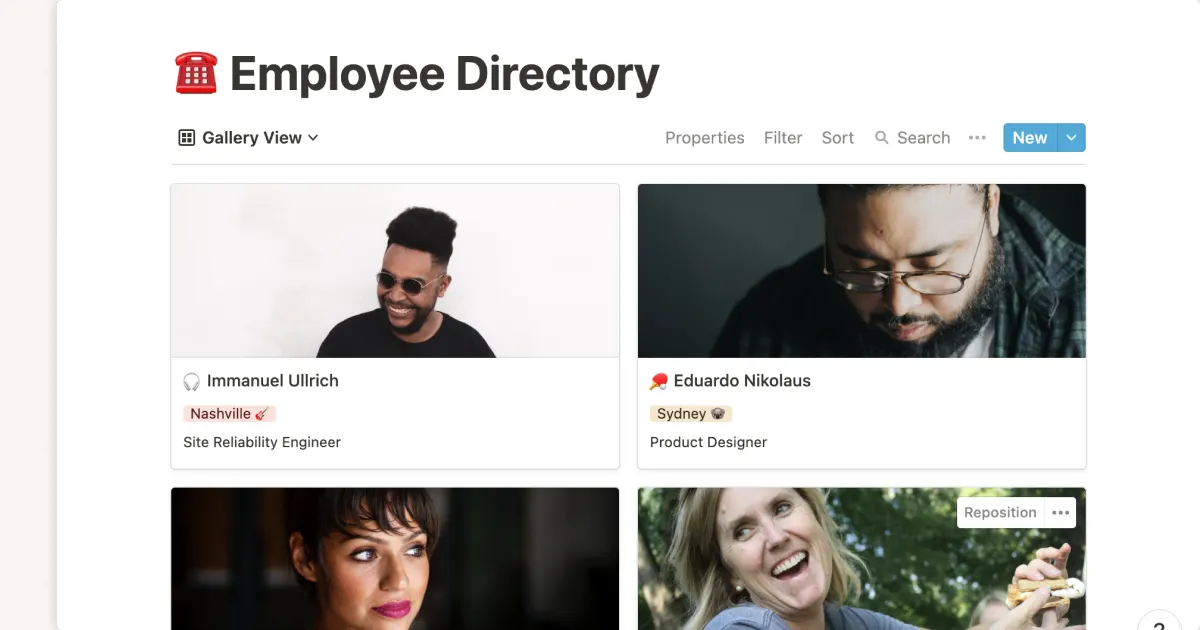 Employee Directory
Gallery View Properties Filter Sort Search New
Immanuel Ullrich
Nashville
Site Reliability Engineer
Eduardo Nikolaus
Sydney
Product Designer
Reposition
?